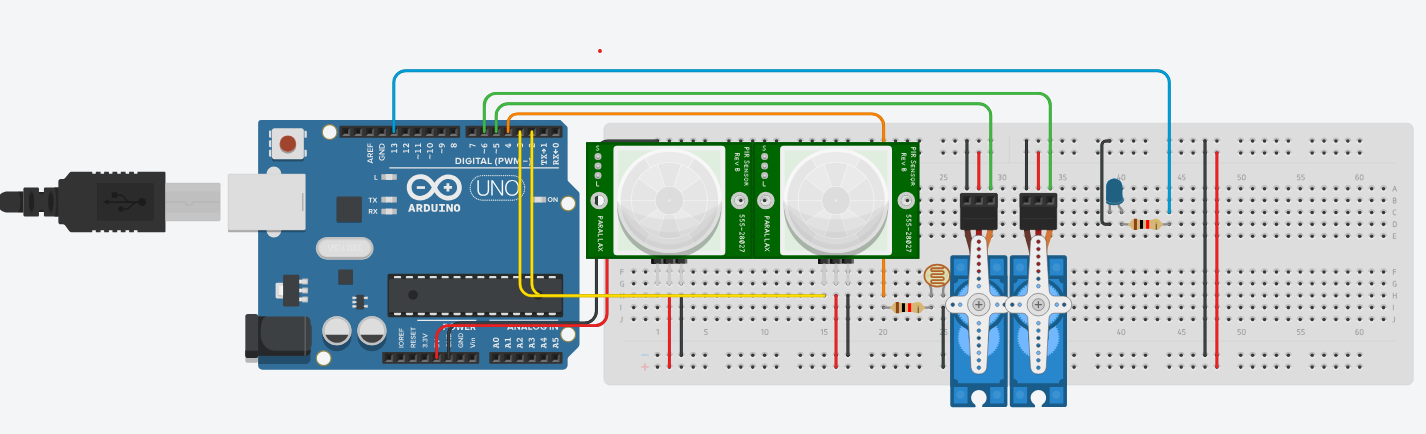 AREF
GND
13
12
~11
~10
~9
8
7
~6
~5
4
2
TX→1
RX←0
DIGITAL (PWM~)
L
TX
RX
ARDUINO
UNO
ON
IOREF
RESET
3.3V
GND
Vin
POWER
ANALOG IN
A0
A1
A2
A3
A4
A5
S
L
PIR SENSOR
Rev B
PARALLAX
555-28027
S
L
PIR SENSOR
Rev B
PARALLAX
555-28027
25
30
35
40
45
50
55
60
A
B
C
D
E
F
G
H
I
J
F
G
H
I
J
1
5
10
15
20
25
35
40
45
50
55
60
−
+